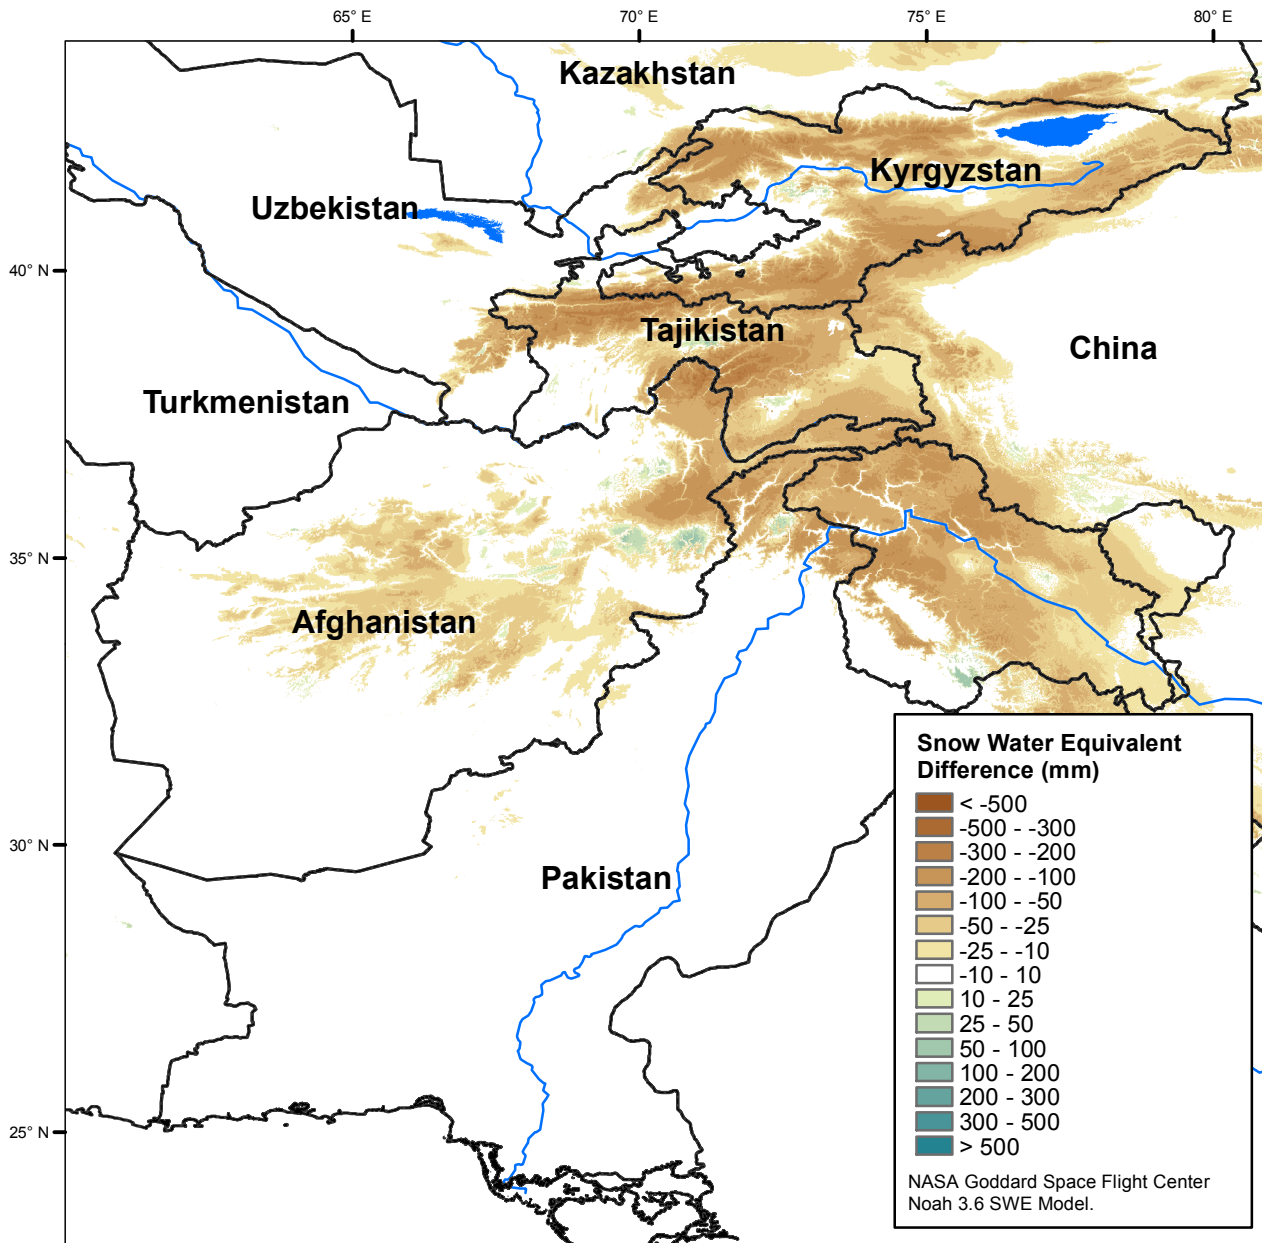 65° E
70° E
75° E
80° E
Kazakhstan
Kyrgyzstan
Uzbekistan
40° N
Tajikistan
China
Turkmenistan
35° N
Afghanistan
30° N
Pakistan
25° N
Snow Water Equivalent
Difference (mm)
< -500
-500 - -300
-300 - -200
-200 - -100
-100 - -50
-50 - -25
-25 - -10
-10 - 10
10 - 25
25 - 50
50 - 100
100 - 200
200 - 300
300 - 500
> 500
NASA Goddard Space Flight Center
Noah 3.6 SWE Model.